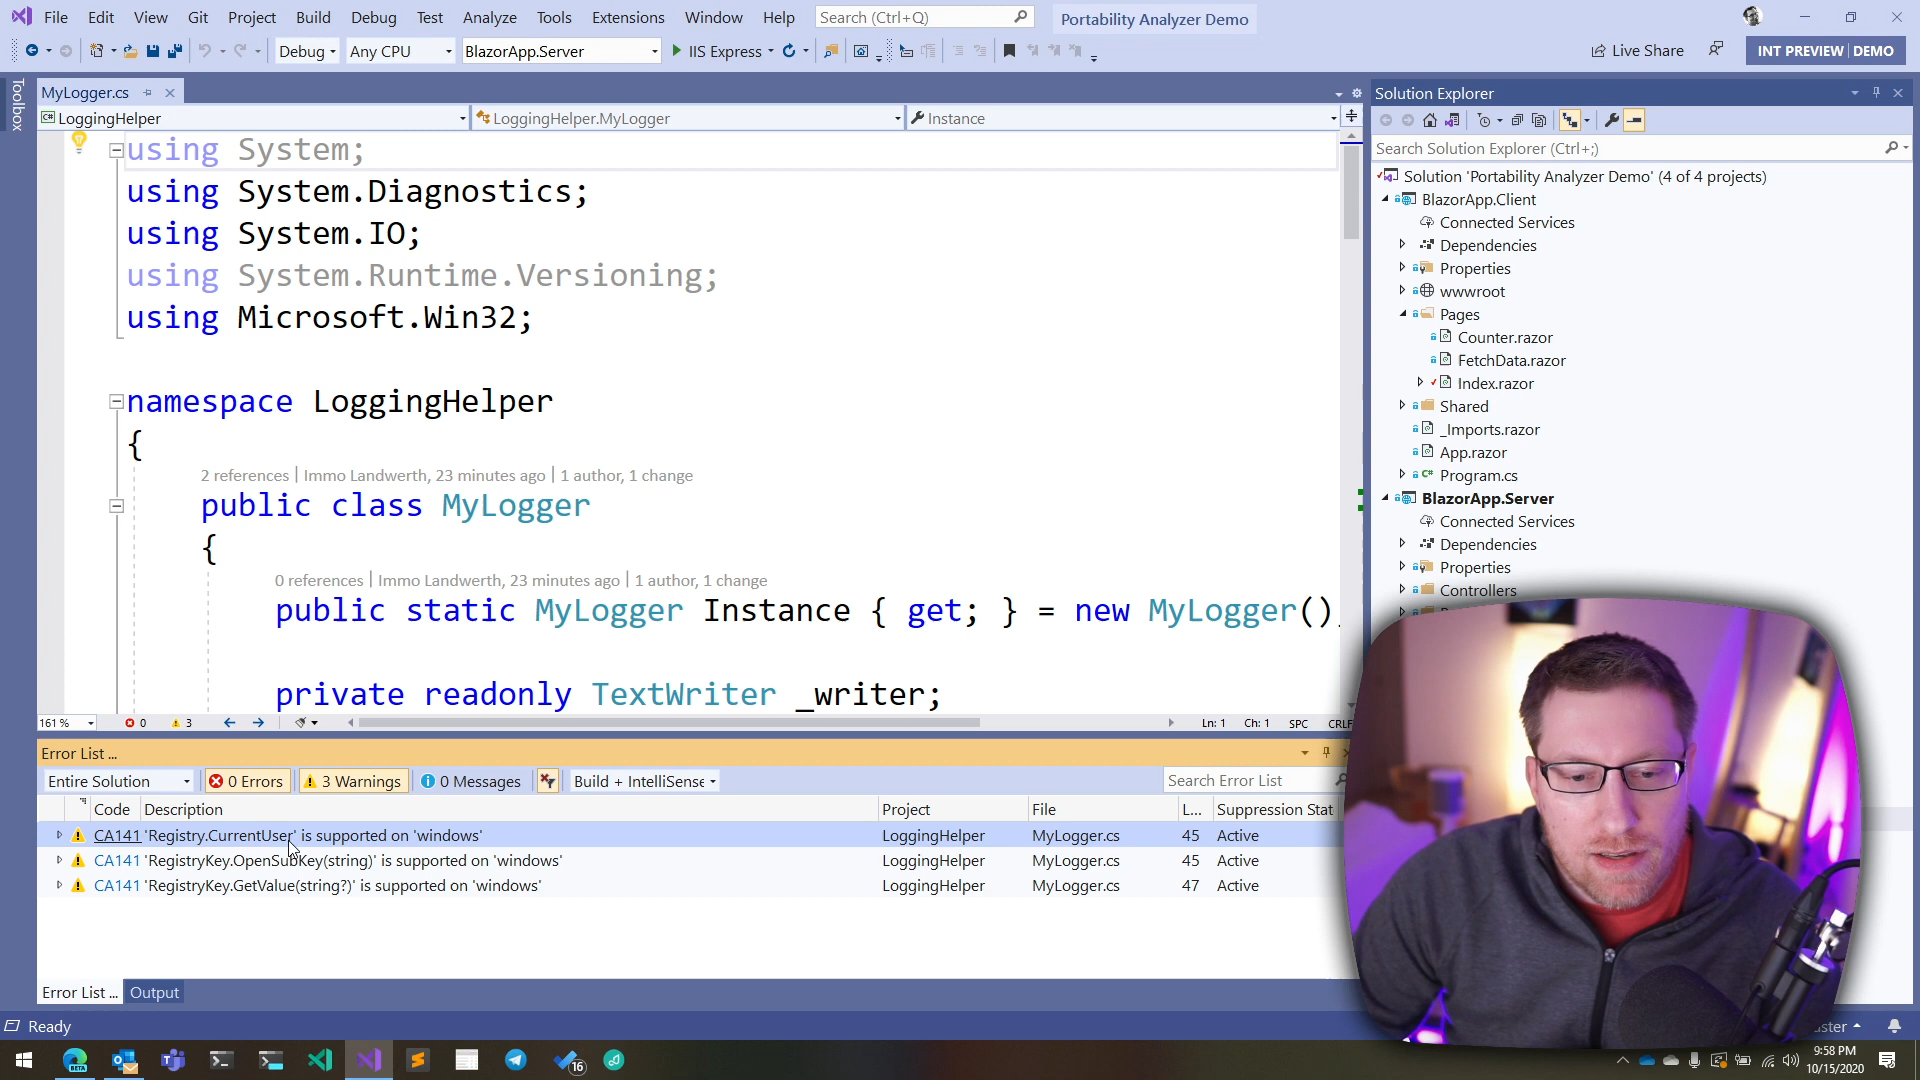 File Edit View Git Project Build Debug Test Analyze Tools Extensions Window Help Search (Ctrl+Q) Portability Analyzer Demo
Debug Any CPU BlazorApp.Server IIS Express Live Share INT PREVIEW DEMO
Toolbox
MyLogger.cs
LoggingHelper LoggingHelper.MyLogger Instance
using System;
using System.Diagnostics;
using System.IO;
using System.Runtime.Versioning;
using Microsoft.Win32;
namespace LoggingHelper
{
2 references | Immo Landwerth, 23 minutes ago | 1 author, 1 change
public class MyLogger
{
0 references | Immo Landwerth, 23 minutes ago | 1 author, 1 change
public static MyLogger Instance { get; } = new MyLogger()
private readonly TextWriter _writer;
161 % 0 3 Ln: 1 Ch: 1 SPC CRLF
Error List ...
Entire Solution 0 Errors 3 Warnings 0 Messages Build + IntelliSense Search Error List
Code Description Project File L... Suppression Stat
CA141 'Registry.CurrentUser' is supported on 'windows' LoggingHelper MyLogger.cs 45 Active
CA141 'RegistryKey.OpenSubKey(string)' is supported on 'windows' LoggingHelper MyLogger.cs 45 Active
CA141 'RegistryKey.GetValue(string?)' is supported on 'windows' LoggingHelper MyLogger.cs 47 Active
Error List ... Output
Ready
Solution Explorer
Search Solution Explorer (Ctrl+;)
Solution 'Portability Analyzer Demo' (4 of 4 projects)
BlazorApp.Client
Connected Services
Dependencies
Properties
wwwroot
Pages
Counter.razor
FetchData.razor
Index.razor
Shared
_Imports.razor
App.razor
Program.cs
BlazorApp.Server
Connected Services
Dependencies
Properties
Controllers
BETA
16
9:58 PM
10/15/2020